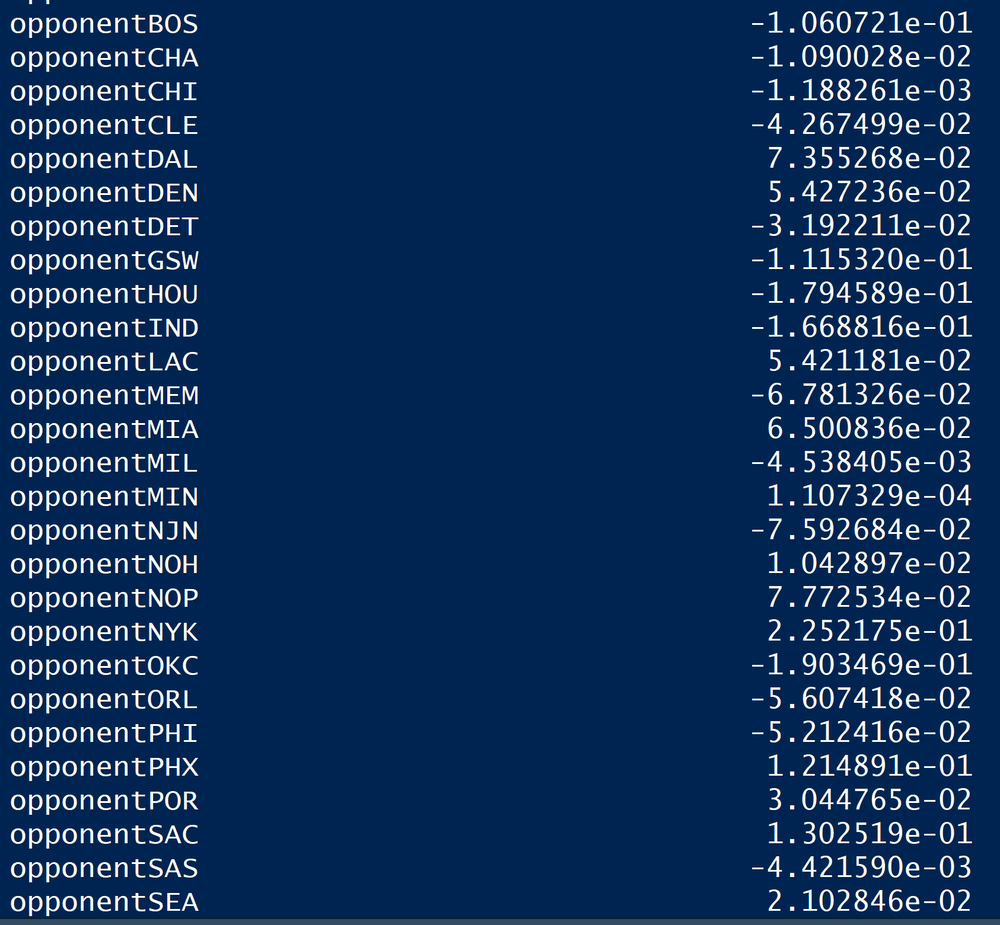 opponentBOS -1.060721e-01
opponentCHA -1.090028e-02
opponentCHI -1.188261e-03
opponentCLE -4.267499e-02
opponentDAL 7.355268e-02
opponentDEN 5.427236e-02
opponentDET -3.192211e-02
opponentGSW -1.115320e-01
opponentHOU -1.794589e-01
opponentIND -1.668816e-01
opponentLAC 5.421181e-02
opponentMEM -6.781326e-02
opponentMIA 6.500836e-02
opponentMIL -4.538405e-03
opponentMIN 1.107329e-04
opponentNJN -7.592684e-02
opponentNOH 1.042897e-02
opponentNOP 7.772534e-02
opponentNYK 2.252175e-01
opponentOKC -1.903469e-01
opponentORL -5.607418e-02
opponentPHI -5.212416e-02
opponentPHX 1.214891e-01
opponentPOR 3.044765e-02
opponentSAC 1.302519e-01
opponentSAS -4.421590e-03
opponentSEA 2.102846e-02